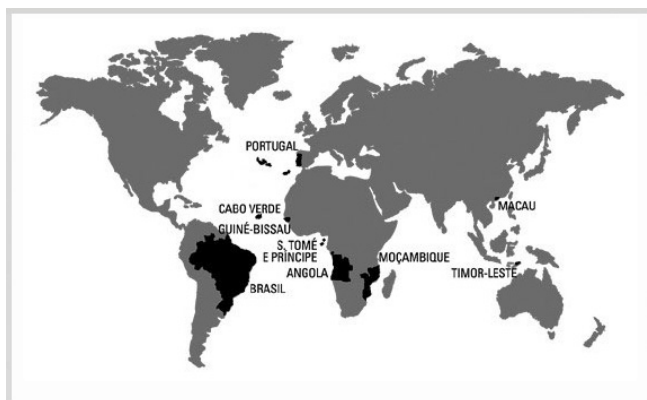 PORTUGAL
CABO VERDE
GUINÉ-BISSAU
S. TOMÉ
E PRÍNCIPE
ANGOLA
BRASIL
MOÇAMBIQUE
MACAU
TIMOR-LESTE